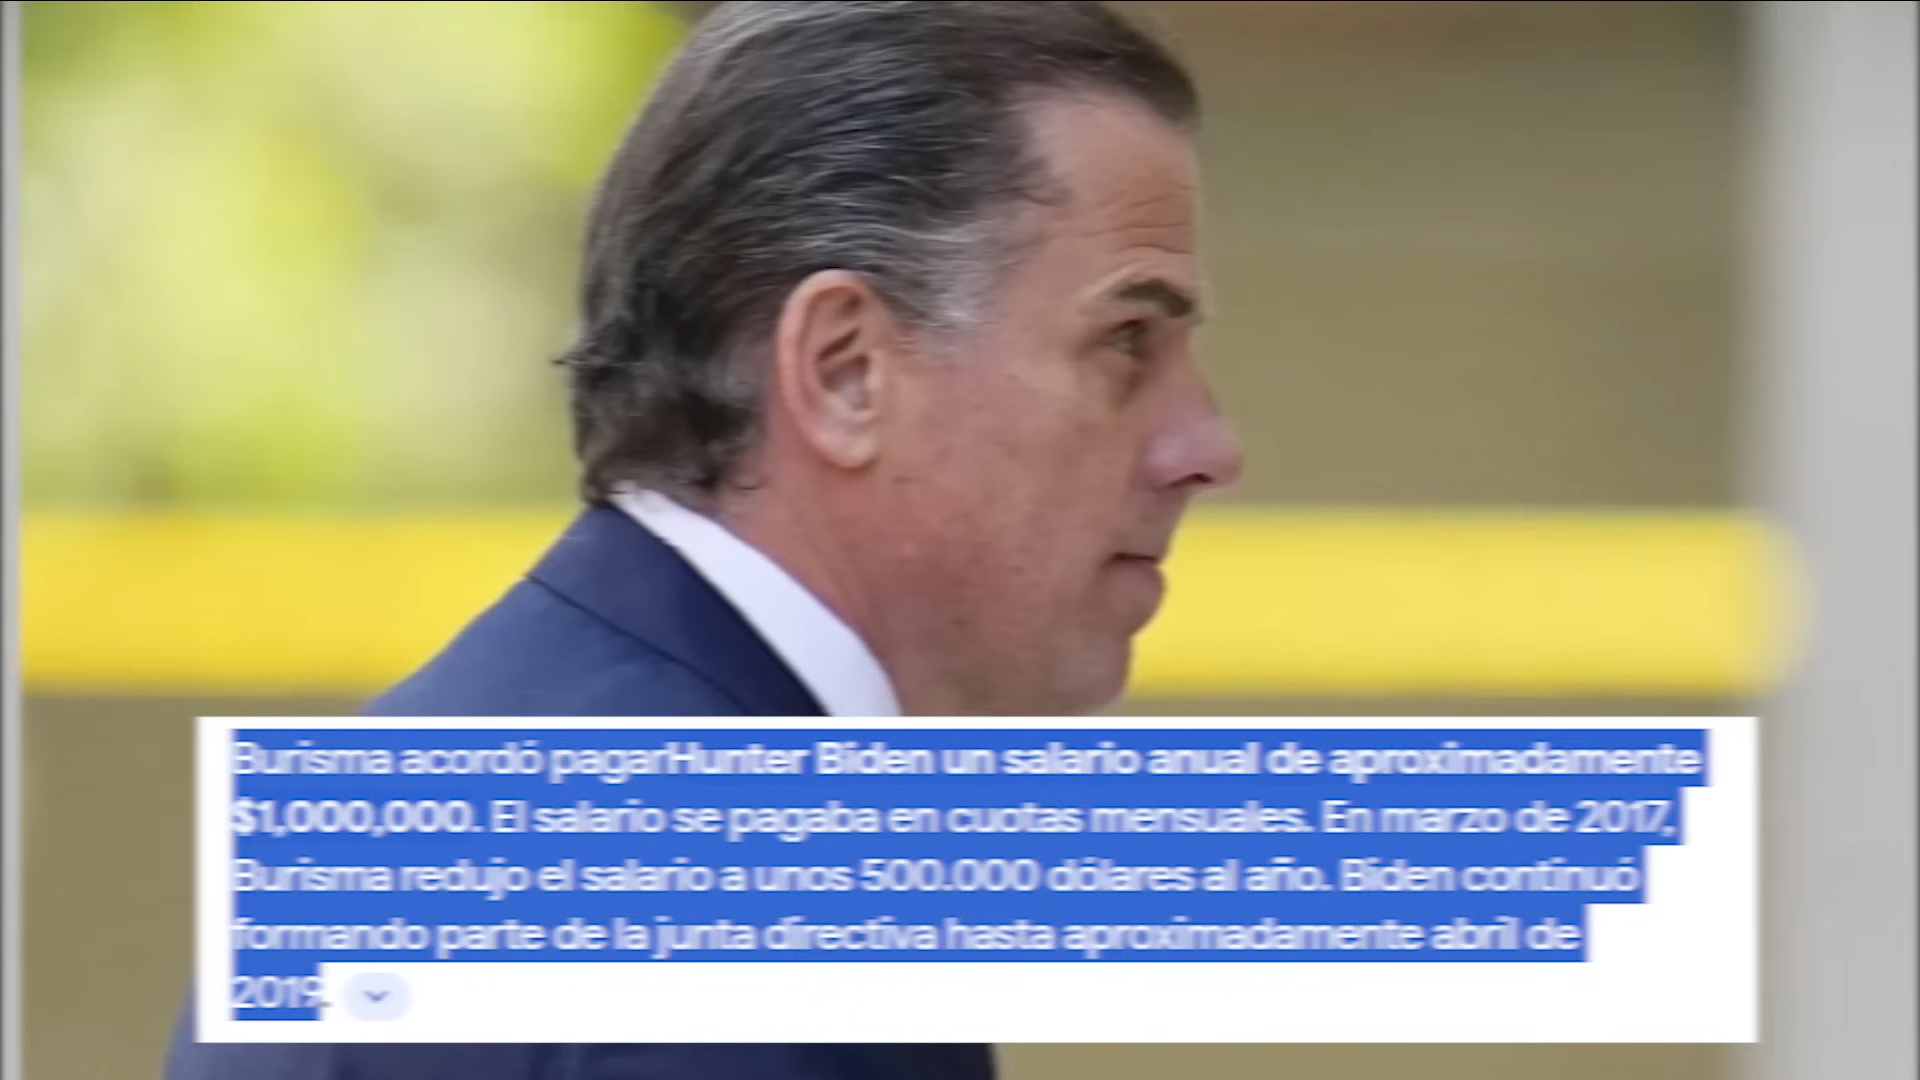 Burisma acordó pagarHunter Biden un salario anual de aproximadamente
$1,000,000. El salario se pagaba en cuotas mensuales. En marzo de 2017,
Burisma redujo el salario a unos 500.000 dólares al año. Biden continuó
formando parte de la junta directiva hasta aproximadamente abril de
2019.